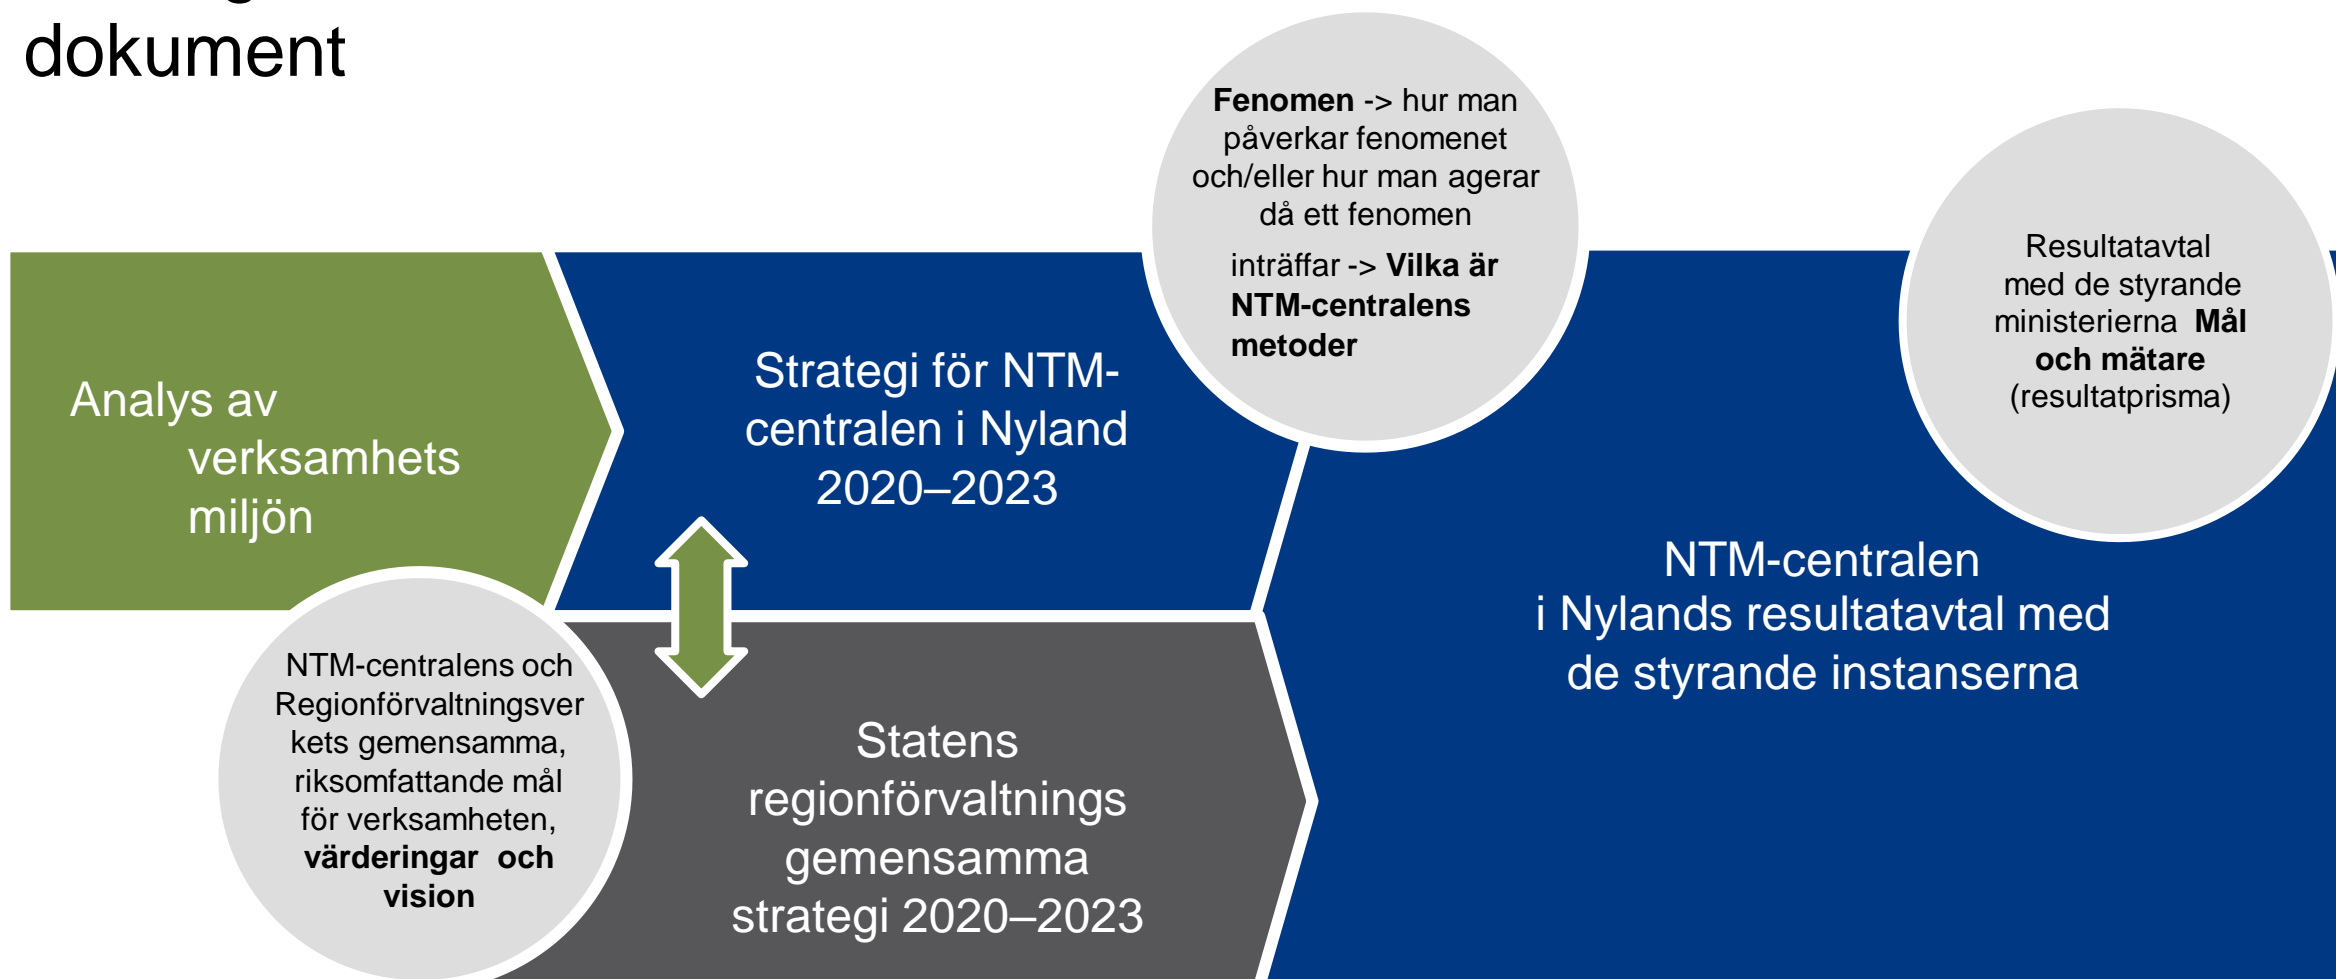 dokument
Fenomen -> hur man
påverkar fenomenet
och/eller hur man agerar
då ett fenomen
inträffar -> Vilka är
NTM-centralens
metoder
Resultatavtal
med de styrande
ministerierna Mål
och mätare
(resultatprisma)
Analys av
verksamhets
miljön
Strategi för NTM-
centralen i Nyland
2020–2023
NTM-centralen
i Nylands resultatavtal med
de styrande instanserna
NTM-centralens och
Regionförvaltningsver
kets gemensamma,
riksomfattande mål
för verksamheten,
värderingar och
vision
Statens
regionförvaltnings
gemensamma
strategi 2020–2023